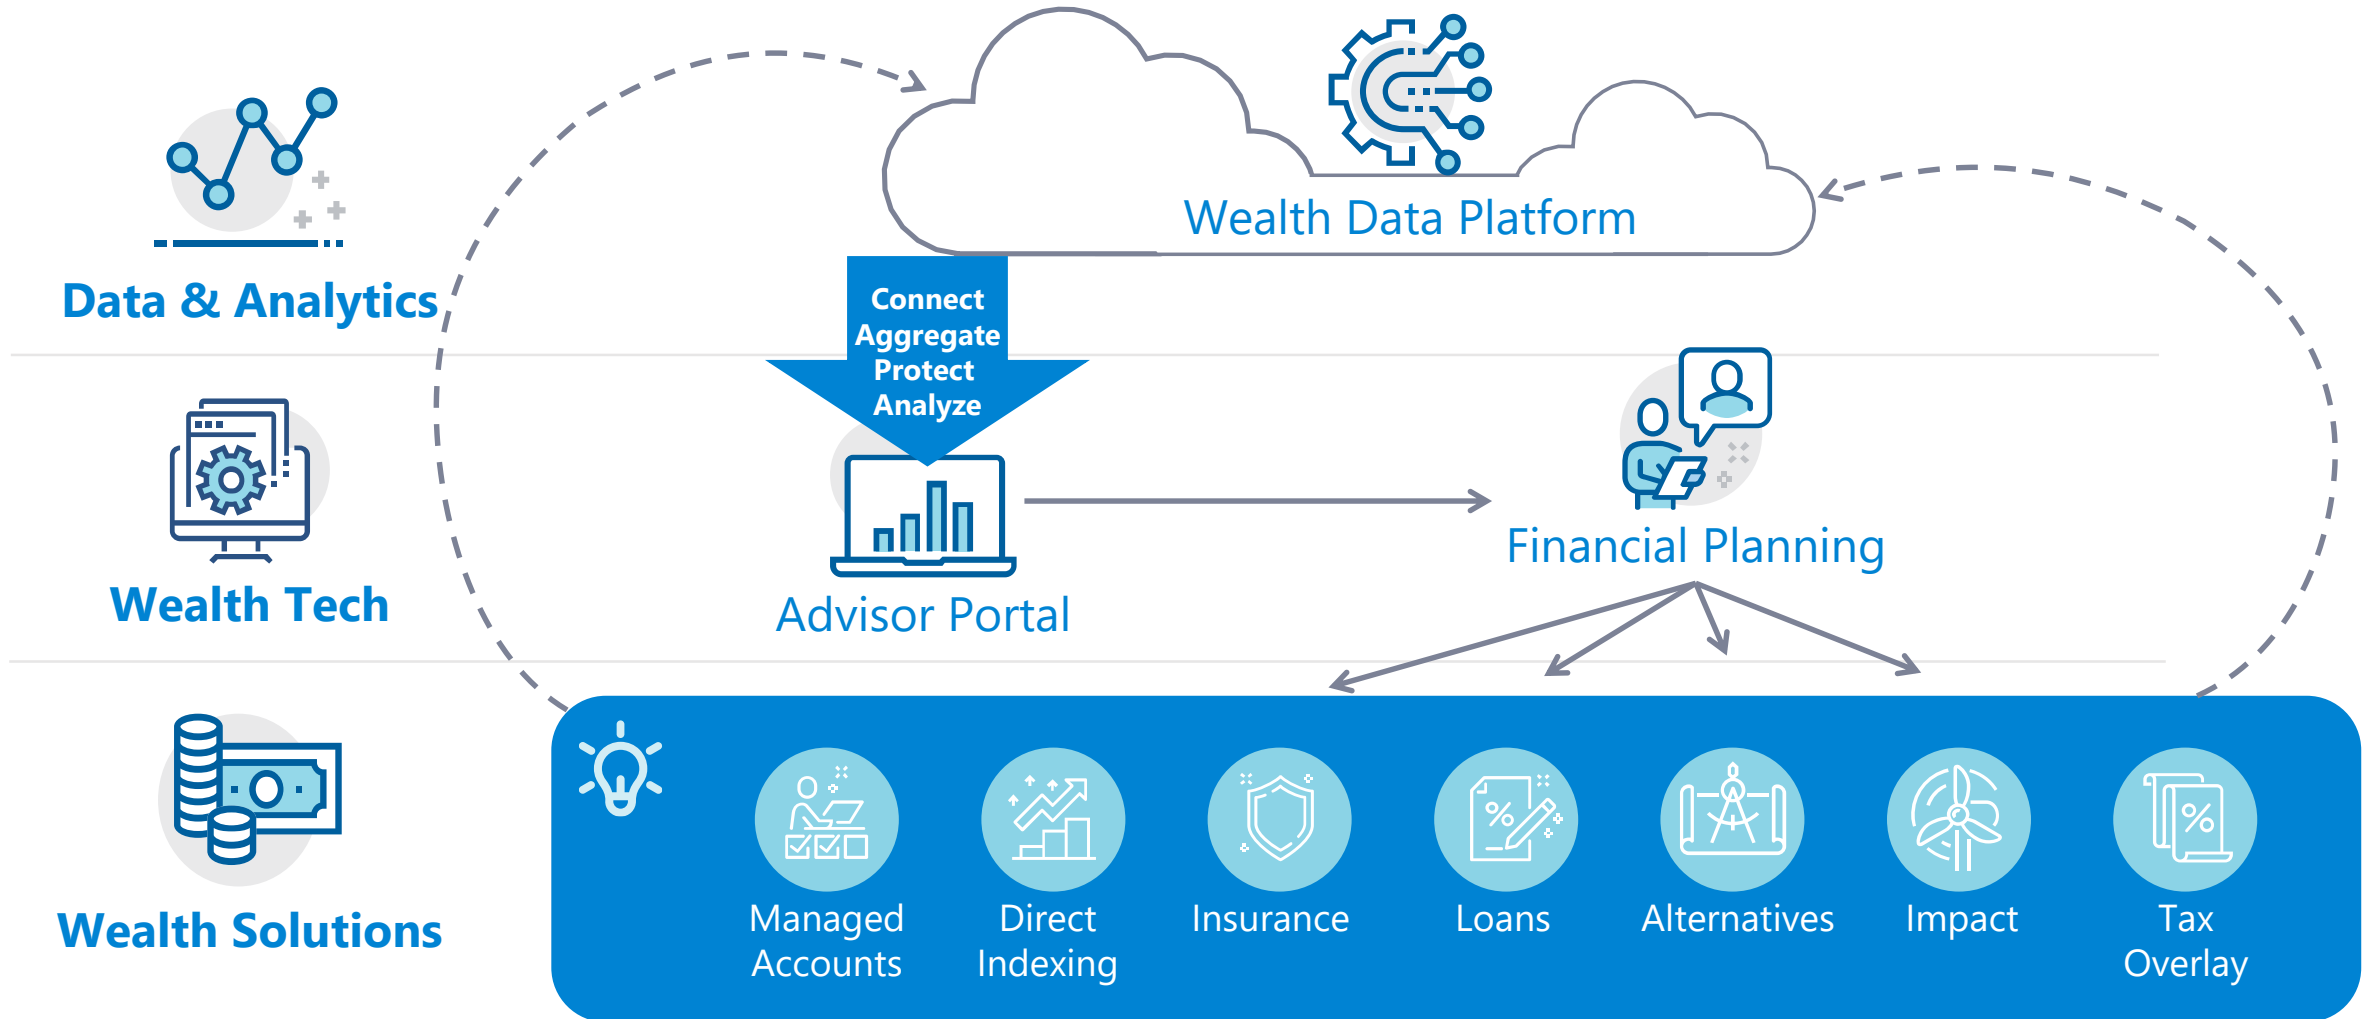 Wealth Data Platform
Data & Analytics
Connect
Aggregate
Protect
Analyze
Wealth Tech
Advisor Portal
Financial Planning
Wealth Solutions
Managed
Accounts
Direct
Indexing
Insurance
Loans
Alternatives
Impact
Tax
Overlay